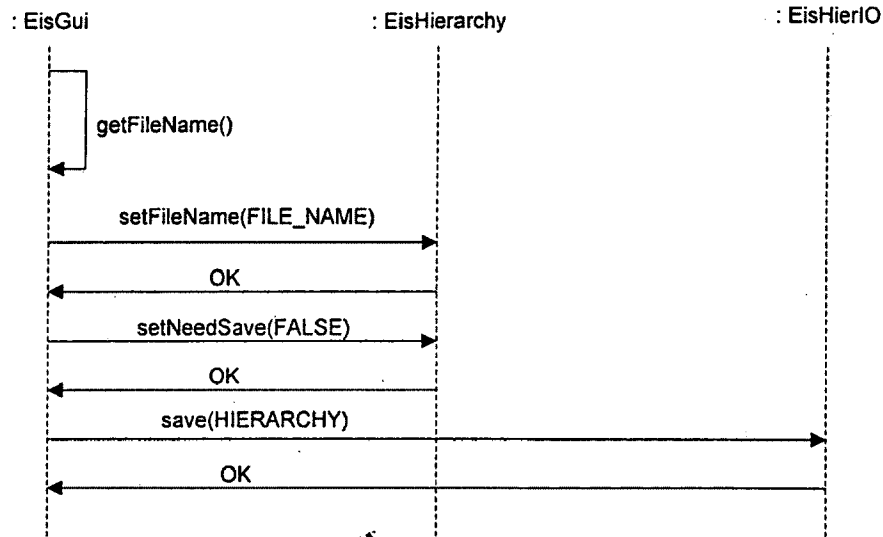 : EisGui
: EisHierarchy
: EisHierIO
getFileName()
setFileName(FILE_NAME)
OK
setNeedSave(FALSE)
OK
save(HIERARCHY)
OK